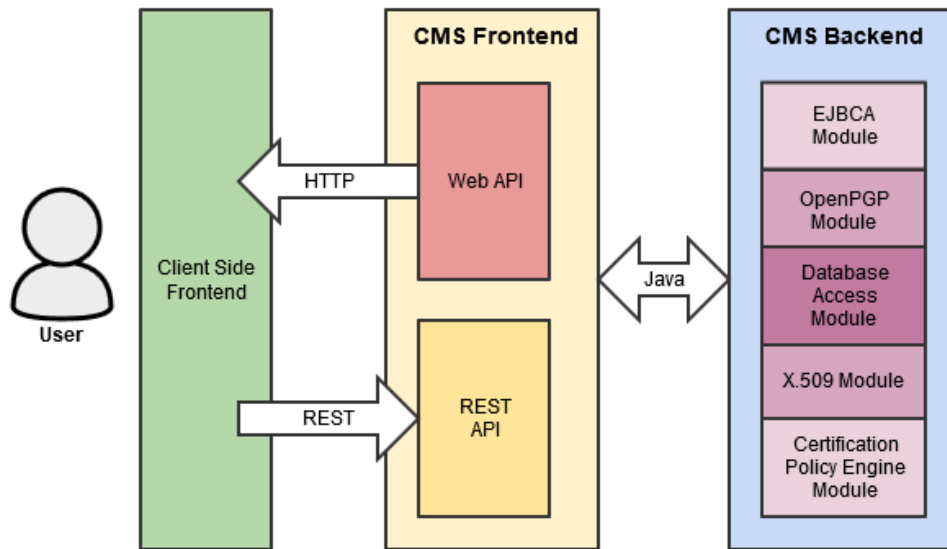 CMS Frontend
CMS Backend
EJBCA
Module
HTTP
Web API
OpenPGP
Module
Client Side
Frontend
Java
Database
Access
Module
User
REST
REST
API
X.509 Module
Certification
Policy Engine
Module